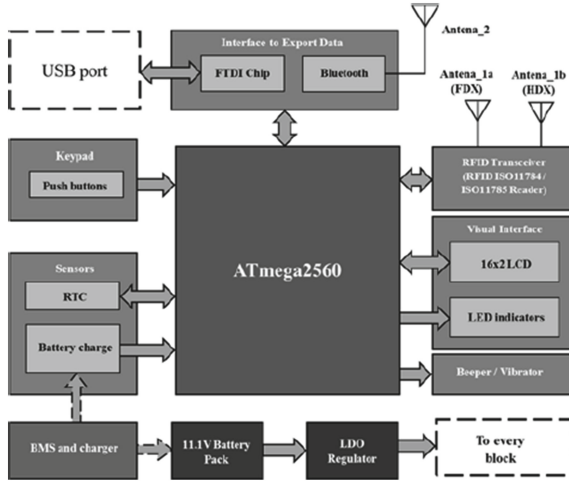 Interface to Export Data
USB port
FTDI Chip
Bluetooth
Antena_2
Antena_1a
(FDX)
Antena_1b
(HDX)
Keypad
Push buttons
ATmega2560
RFID Transceiver
(RFID ISO11784 /
ISO11785 Reader)
Visual Interface
16x2 LCD
LED indicators
Sensors
RTC
Battery charge
Beeper / Vibrator
BMS and charger
11.1V Battery
Pack
LDO
Regulator
To every
block